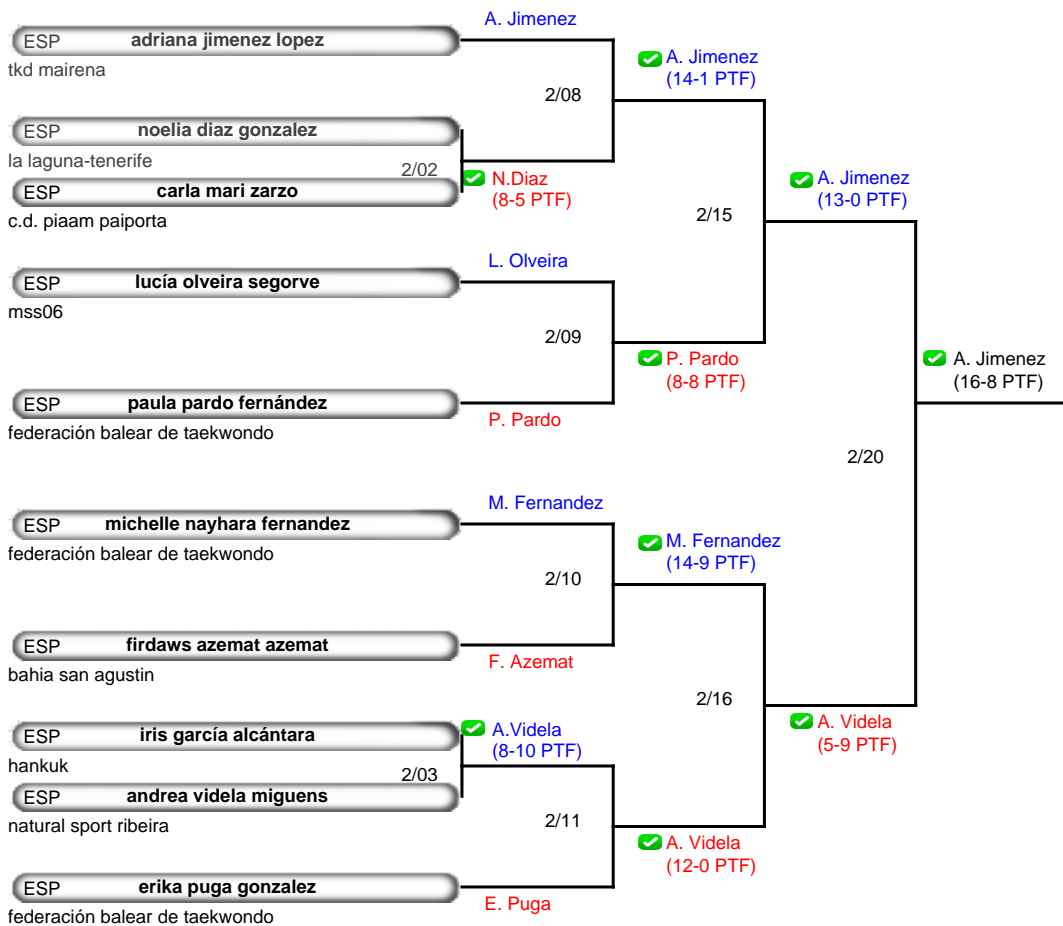 A. Jimenez
ESP adriana jimenez lopez
tkd mairena
A. Jimenez
(14-1 PTF)
2/08
ESP noelia diaz gonzalez
la laguna-tenerife
2/02
N.Diaz
(8-5 PTF)
ESP carla mari zarzo
c.d. piaam paiporta
A. Jimenez
(13-0 PTF)
2/15
L. Olveira
ESP lucía olveira segorve
mss06
2/09
P. Pardo
(8-8 PTF)
A. Jimenez
(16-8 PTF)
ESP paula pardo fernández
federación balear de taekwondo
P. Pardo
2/20
M. Fernandez
ESP michelle nayhara fernandez
federación balear de taekwondo
M. Fernandez
(14-9 PTF)
2/10
ESP firdaws azemat azemat
bahia san agustin
F. Azemat
2/16
A. Videla
(5-9 PTF)
ESP iris garcía alcántara
hankuk
A.Videla
(8-10 PTF)
2/03
ESP andrea videla miguens
natural sport ribeira
2/11
A. Videla
(12-0 PTF)
ESP erika puga gonzalez
federación balear de taekwondo
E. Puga